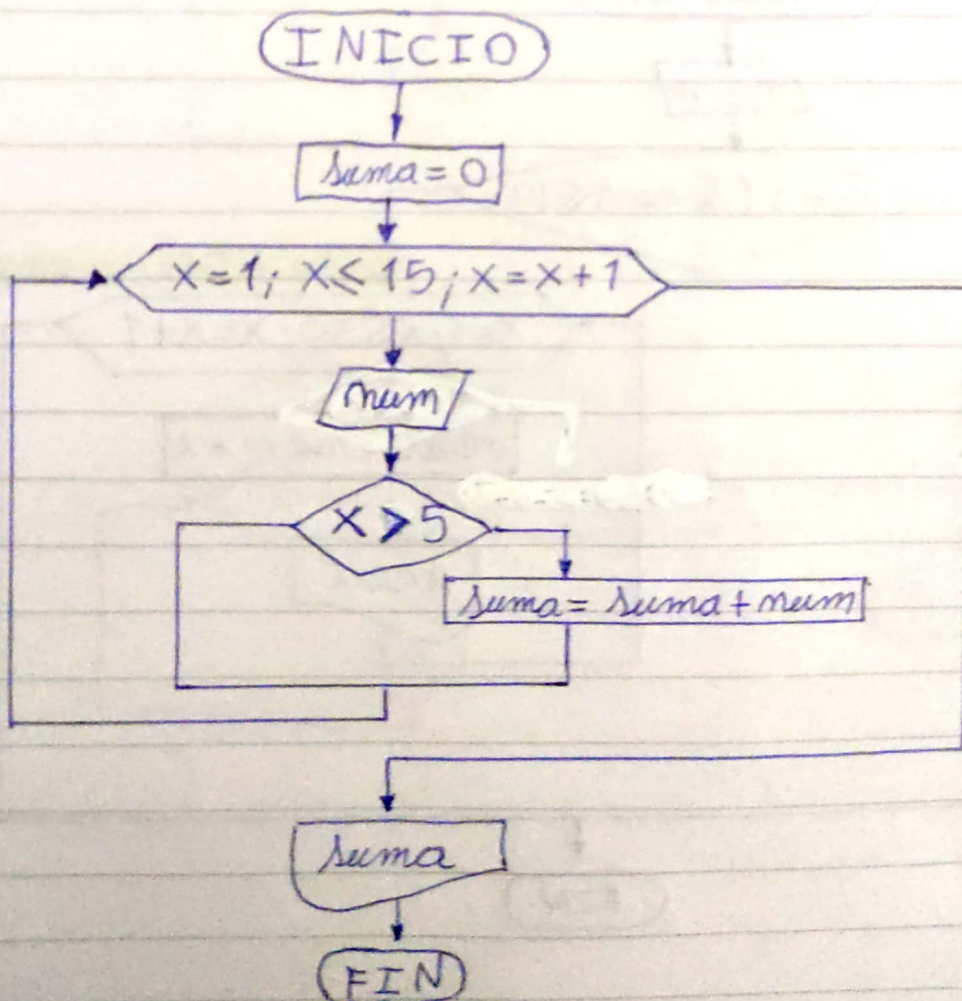 INICIO
suma = 0
X=1; X≤15; X=X+1
num
X > 5
suma = suma + num
suma
FIN